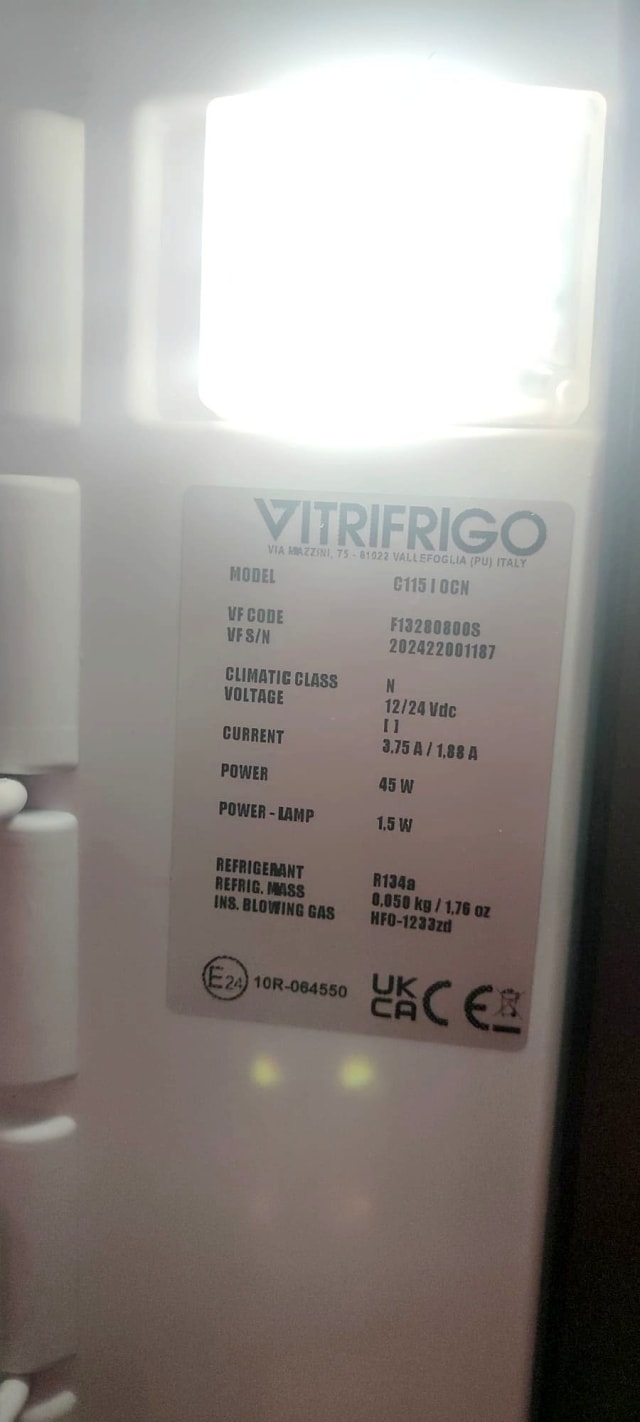 VITRIFRIGO
VIA MAZZINI, 75 - 61022 VALLEFOGLIA (PU) ITALY
MODEL C115 I OCN
VF CODE F13280800S
VF S/N 202422001187
CLIMATIC CLASS N
VOLTAGE 12/24 Vdc
[ ]
CURRENT 3,75 A / 1,88 A
POWER 45 W
POWER - LAMP 1,5 W
REFRIGERANT R134a
REFRIG. MASS 0,050 kg / 1,76 oz
INS. BLOWING GAS HFO-1233zd
E24 10R-064550 UK CA CE